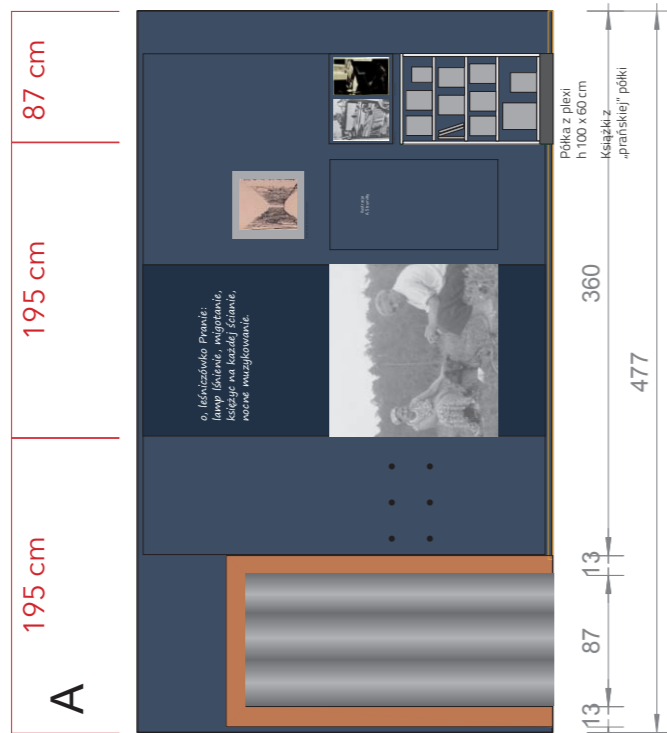 195 cm
195 cm
87 cm
A
o, leśniczówko Pranie:
lamp lśnienie, migotanie,
księżyc na każdej ścianie,
nocne muzykowanie.
Półka z plexi
h 100 x 60 cm
Książki z
„prańskiej" półki
13
87
13
360
477